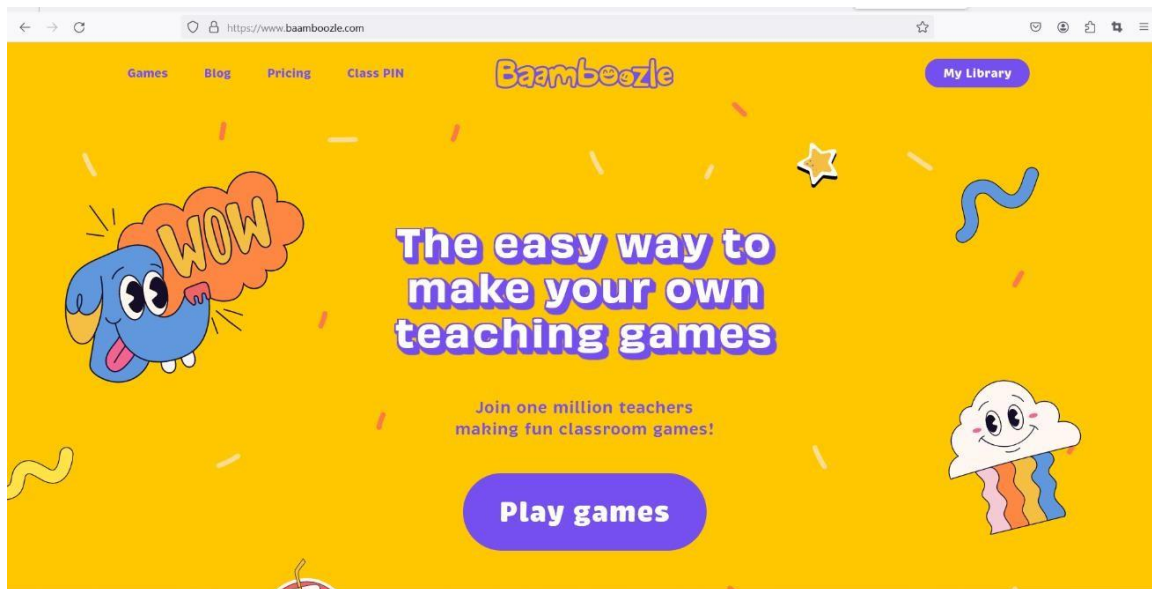 https://www.baamboozle.com
Games Blog Pricing Class PIN Baamboozle My Library
WOW
The easy way to
make your own
teaching games
Join one million teachers
making fun classroom games!
Play games